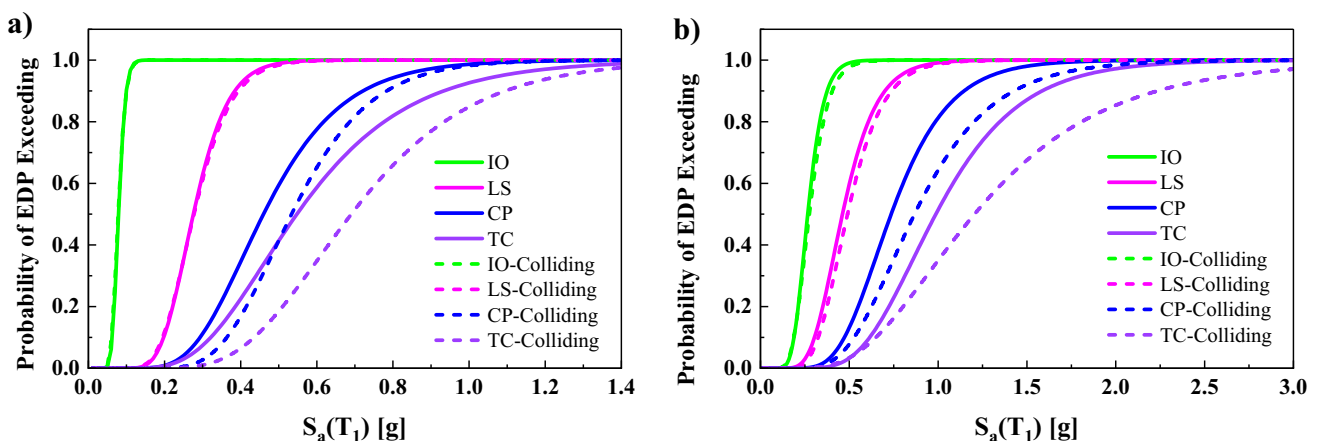 a)
Probability of EDP Exceeding
1.0
0.8
0.6
0.4
0.2
0.0
0.0
0.2
0.4
0.6
0.8
1.0
1.2
1.4
Sₐ(T₁) [g]
IO
LS
CP
TC
IO-Colliding
LS-Colliding
CP-Colliding
TC-Colliding
b)
Probability of EDP Exceeding
1.0
0.8
0.6
0.4
0.2
0.0
0.0
0.5
1.0
1.5
2.0
2.5
3.0
Sₐ(T₁) [g]
IO
LS
CP
TC
IO-Colliding
LS-Colliding
CP-Colliding
TC-Colliding